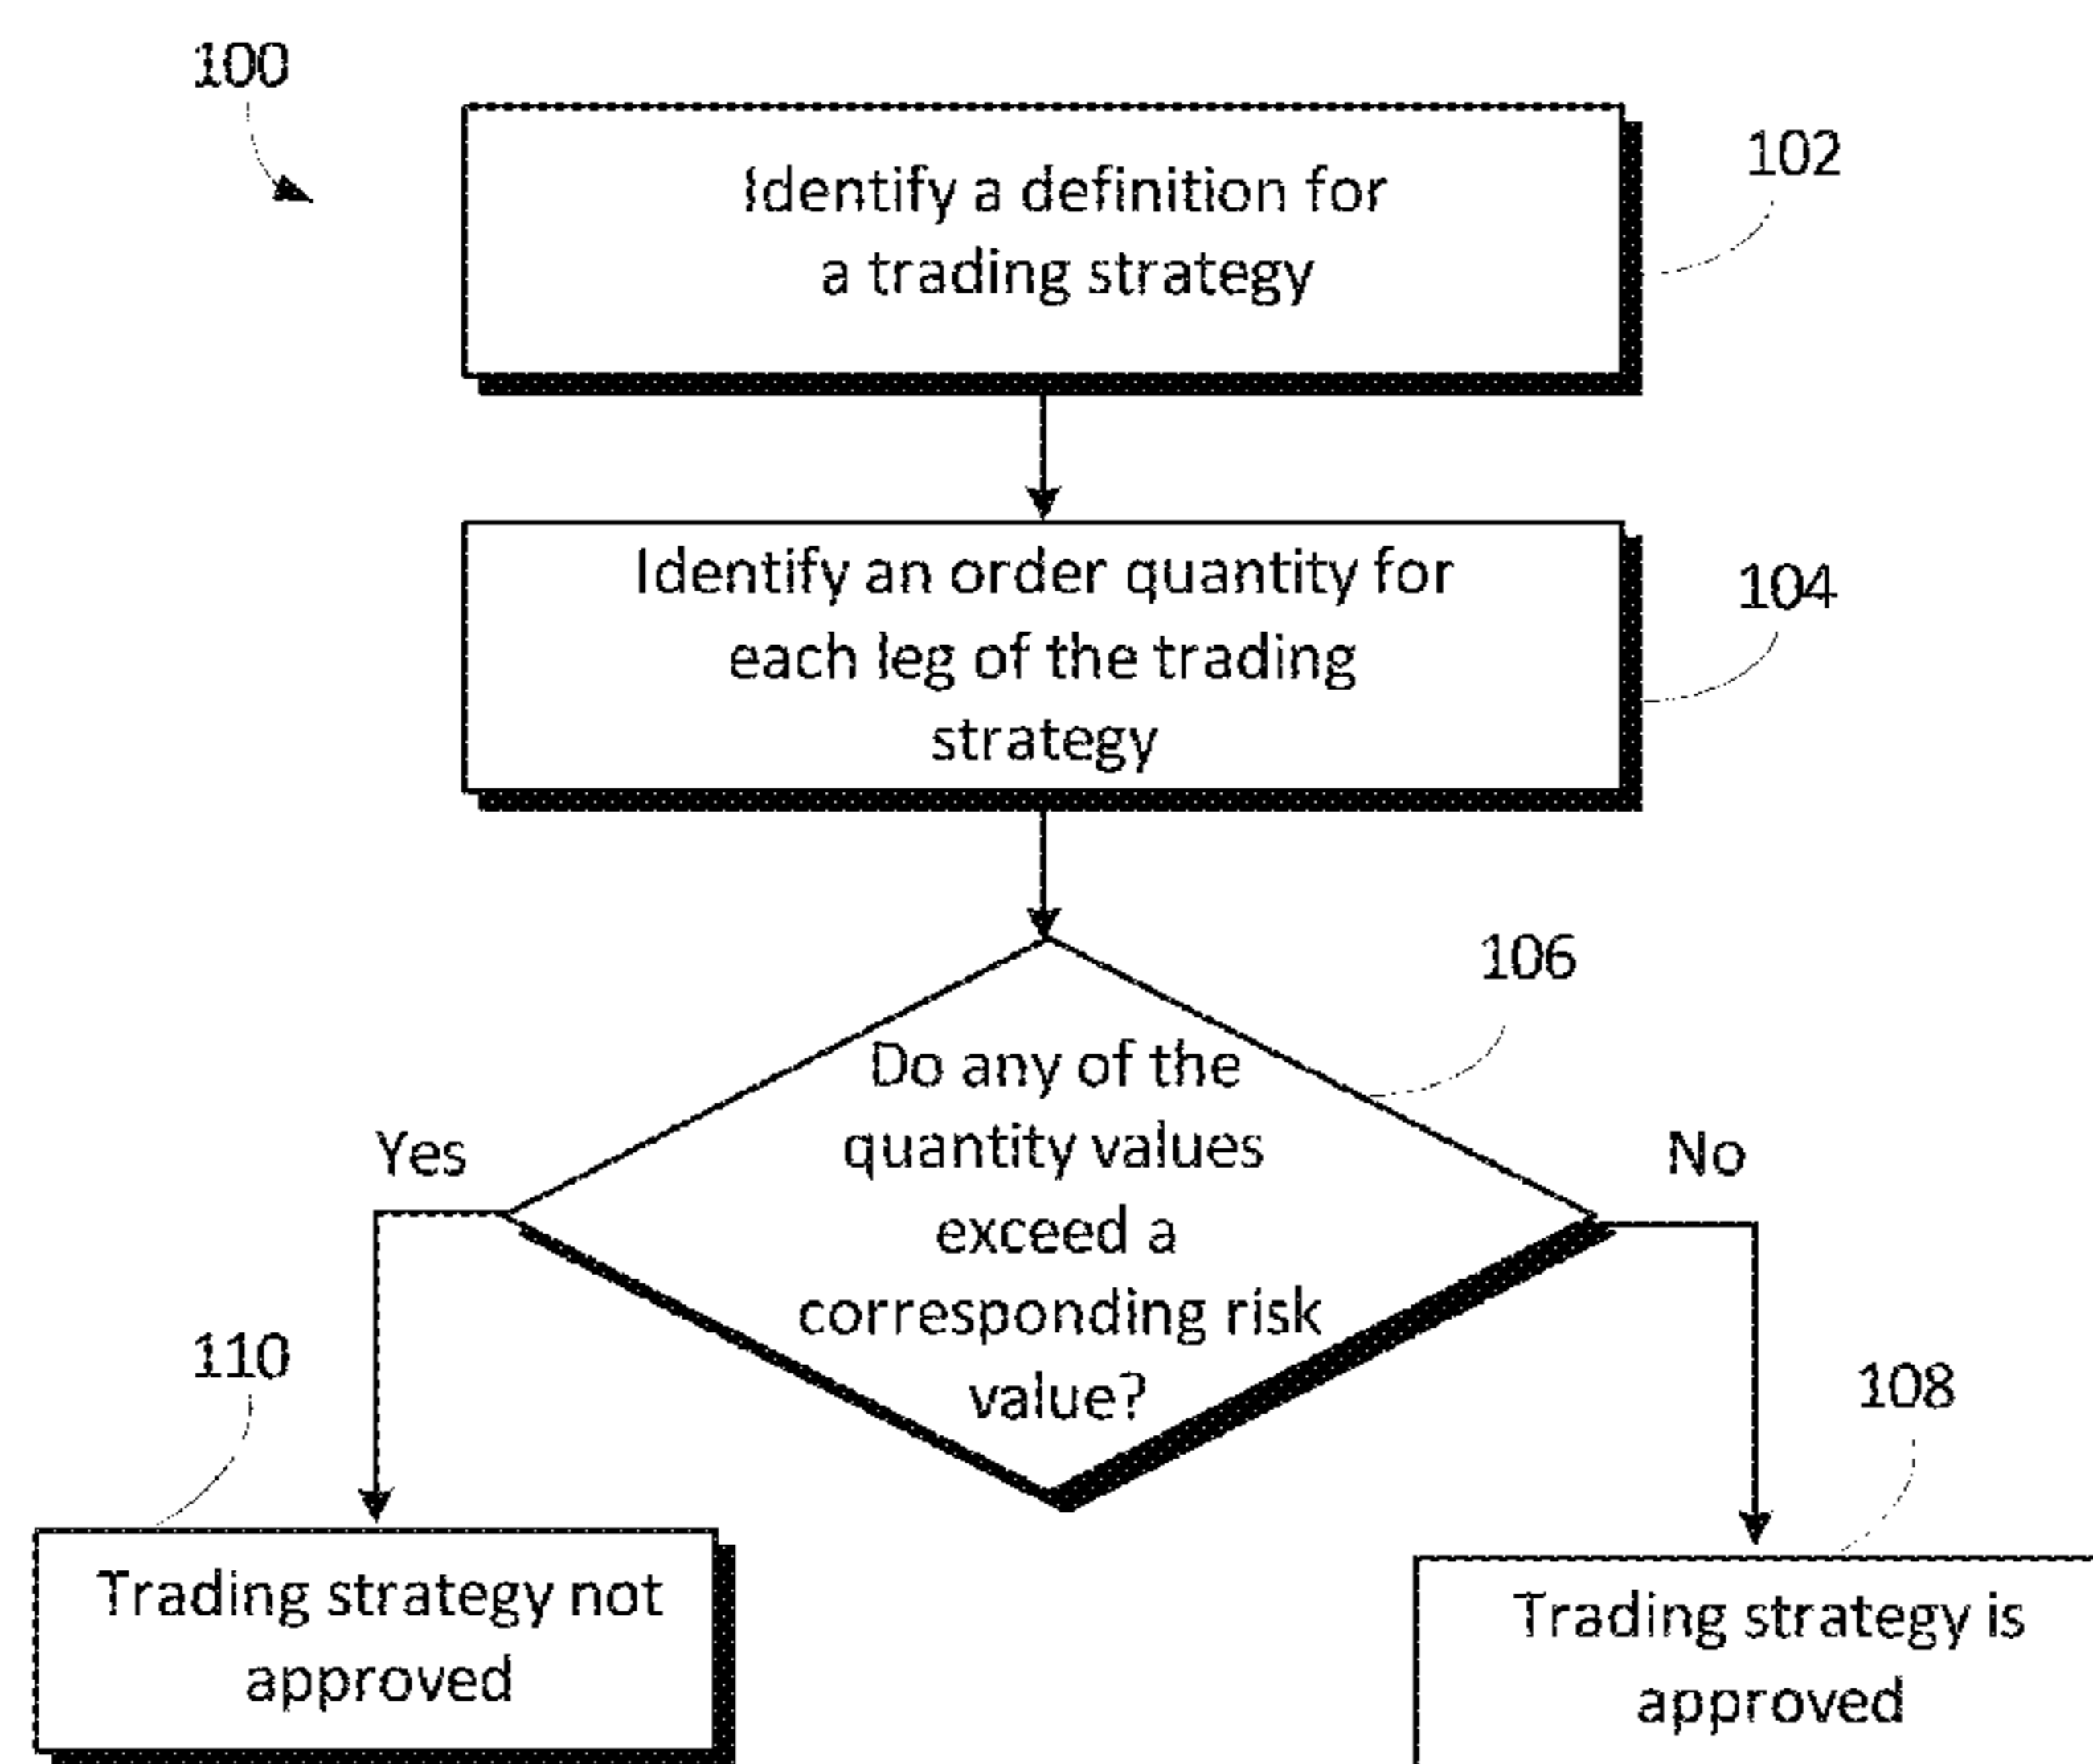 100
102
Identify a definition for
a trading strategy
104
Identify an order quantity for
each leg of the trading
strategy
106
Do any of the
quantity values
exceed a
corresponding risk
value?
Yes
No
110
108
Trading strategy not
approved
Trading strategy is
approved